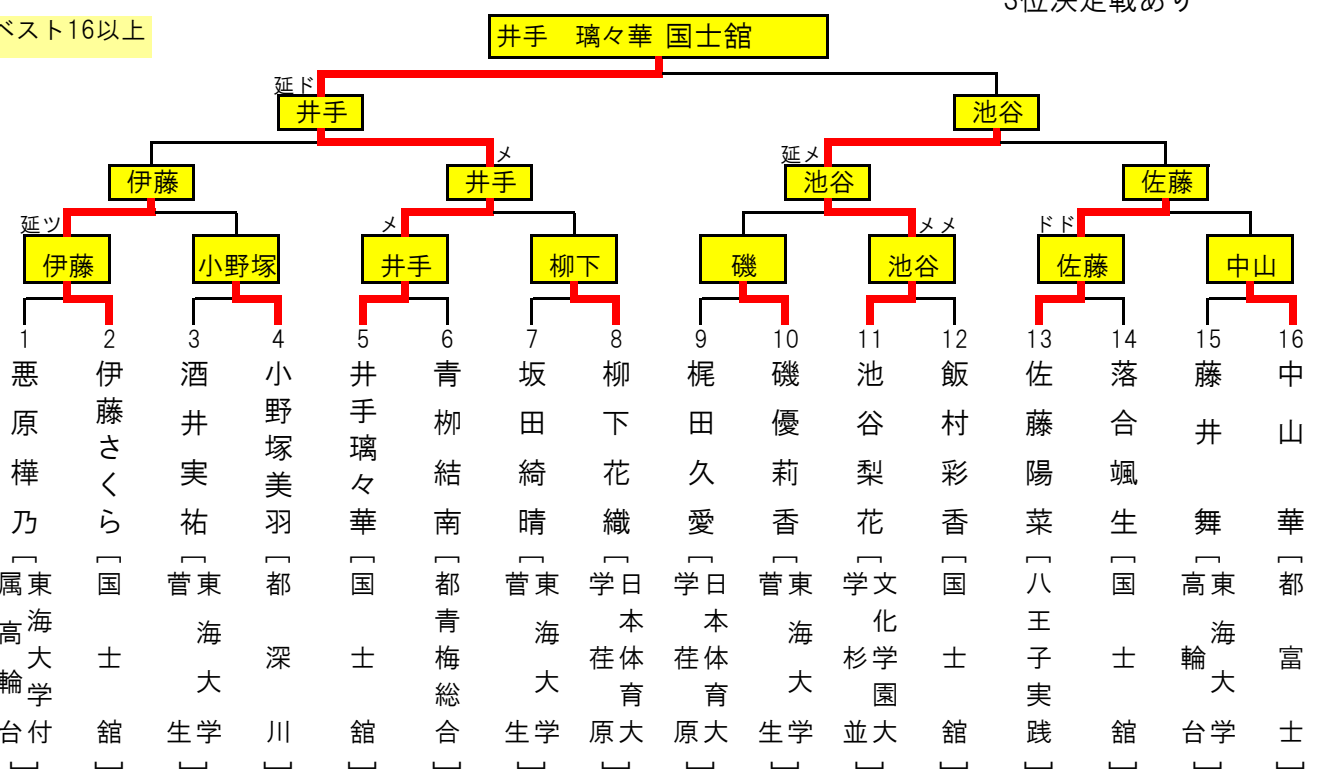 3位決定戦あり
ベスト16以上
井手 璃々華 国士舘
延ド
井手
池谷
メ
延メ
伊藤
井手
池谷
佐藤
延ツ
メ
メメ
ドド
伊藤
小野塚
井手
柳下
磯
池谷
佐藤
中山
1 2 3 4 5 6 7 8 9 10 11 12 13 14 15 16
悪原樺乃 [東海大学付属高輪台]
伊藤さくら [国士舘]
酒井実祐 [東海大学菅生]
小野塚美羽 [都深川]
井手璃々華 [国士舘]
青栁結南 [都青梅総合]
坂田綺晴 [東海大学菅生]
柳下花織 [日本体育大学荏原]
梶田久愛 [日本体育大学荏原]
磯優莉香 [東海大学菅生]
池谷梨花 [文化学園大学杉並]
飯村彩香 [国士舘]
佐藤陽菜 [八王子実践]
落合颯生 [国士舘]
藤井舞 [東海大学高輪台]
中山華 [都富士]